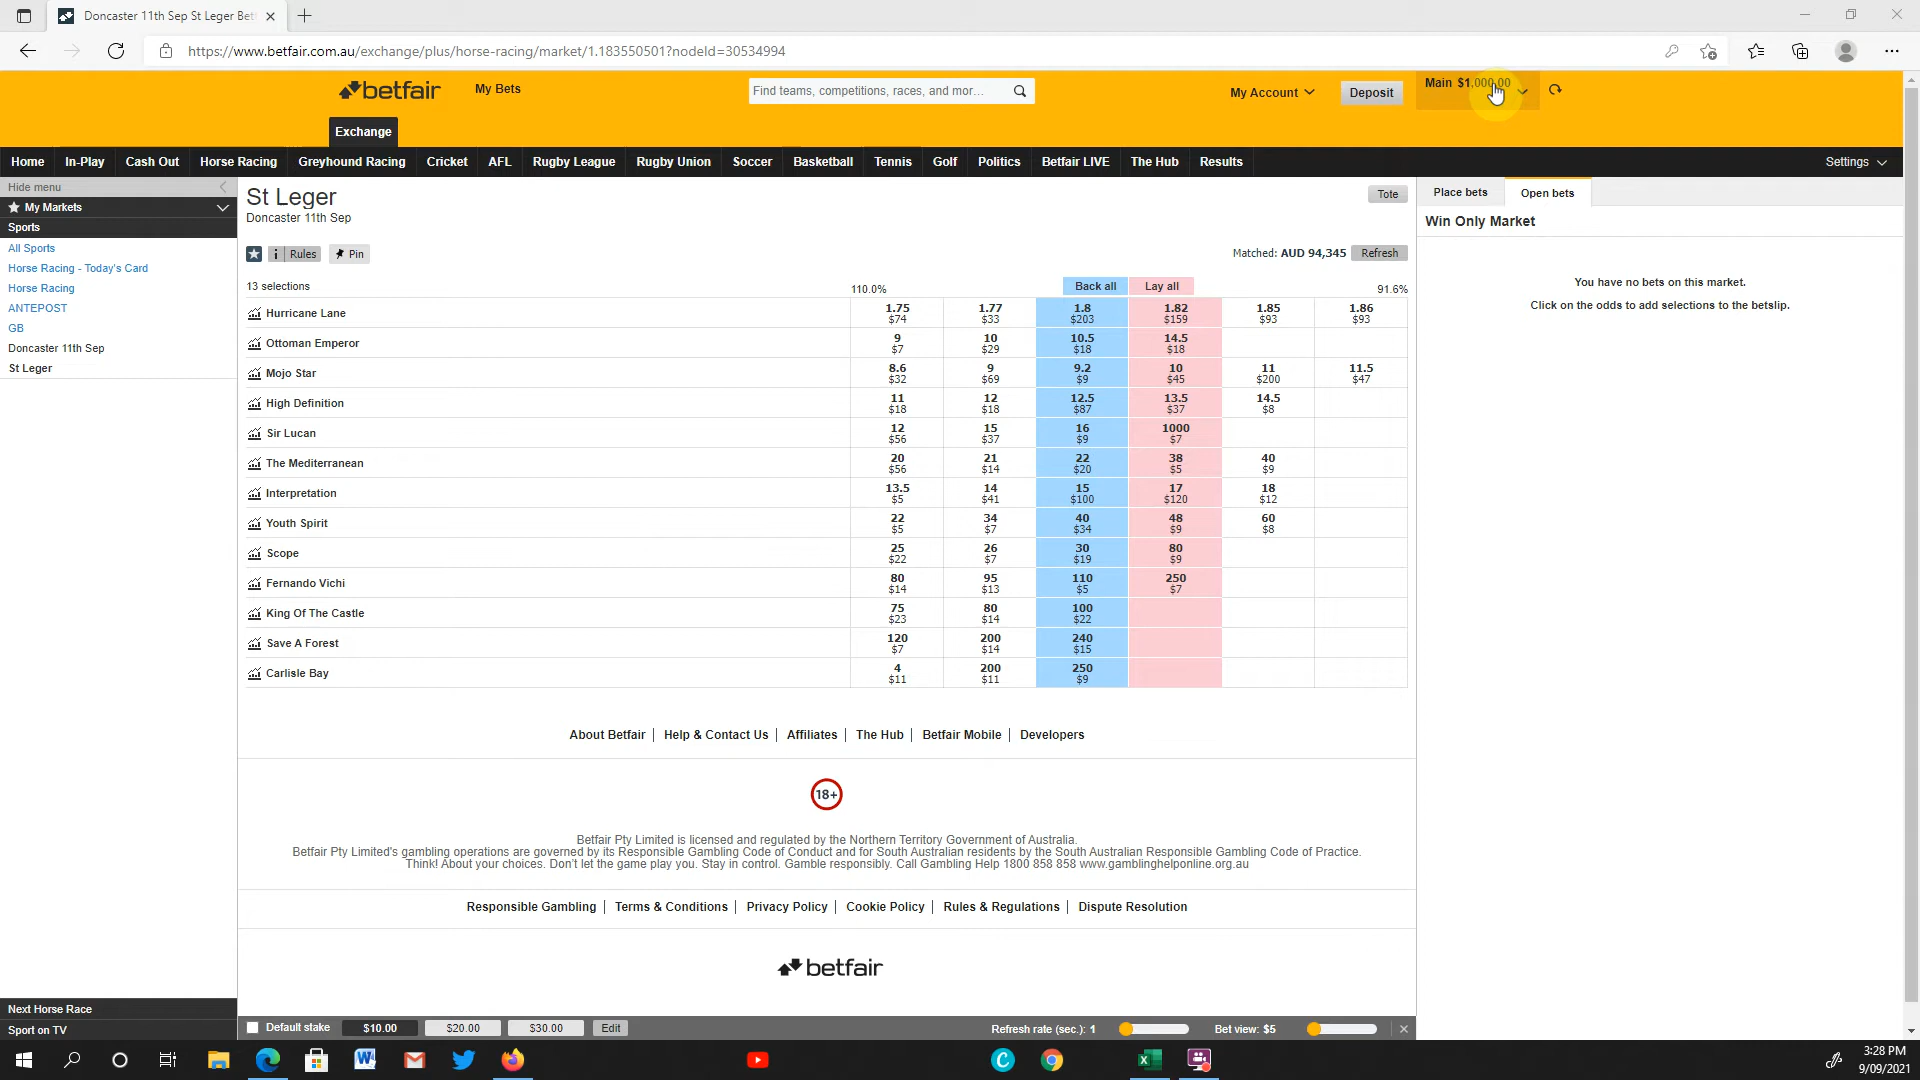 Doncaster 11th Sep St Leger Bet
https://www.betfair.com.au/exchange/plus/horse-racing/market/1.183550501?nodeId=30534994
betfair
My Bets
Find teams, competitions, races, and mor...
My Account
Deposit
Main $1,000.00
Exchange
Home In-Play Cash Out Horse Racing Greyhound Racing Cricket AFL Rugby League Rugby Union Soccer Basketball Tennis Golf Politics Betfair LIVE The Hub Results Settings
Hide menu
My Markets
Sports
All Sports
Horse Racing - Today's Card
Horse Racing
ANTEPOST
GB
Doncaster 11th Sep
St Leger
St Leger
Doncaster 11th Sep
Tote
i Rules Pin
Matched: AUD 94,345 Refresh
13 selections 110.0% Back all Lay all 91.6%
Hurricane Lane 1.75 1.77 1.8 1.82 1.85 1.86
$74 $33 $203 $159 $93 $93
Ottoman Emperor 9 10 10.5 14.5
$7 $29 $18 $18
Mojo Star 8.6 9 9.2 10 11 11.5
$32 $69 $9 $45 $200 $47
High Definition 11 12 12.5 13.5 14.5
$18 $18 $87 $37 $8
Sir Lucan 12 15 16 1000
$56 $37 $9 $7
The Mediterranean 20 21 22 38 40
$56 $14 $20 $5 $9
Interpretation 13.5 14 15 17 18
$5 $41 $100 $120 $12
Youth Spirit 22 34 40 48 60
$5 $7 $34 $9 $8
Scope 25 26 30 80
$22 $7 $19 $9
Fernando Vichi 80 95 110 250
$14 $13 $5 $7
King Of The Castle 75 80 100
$23 $14 $22
Save A Forest 120 200 240
$7 $14 $15
Carlisle Bay 4 200 250
$11 $11 $9
Place bets Open bets
Win Only Market
You have no bets on this market.
Click on the odds to add selections to the betslip.
About Betfair | Help & Contact Us | Affiliates | The Hub | Betfair Mobile | Developers
18+
Betfair Pty Limited is licensed and regulated by the Northern Territory Government of Australia.
Betfair Pty Limited's gambling operations are governed by its Responsible Gambling Code of Conduct and for South Australian residents by the South Australian Responsible Gambling Code of Practice.
Think! About your choices. Don't let the game play you. Stay in control. Gamble responsibly. Call Gambling Help 1800 858 858 www.gamblinghelponline.org.au
Responsible Gambling | Terms & Conditions | Privacy Policy | Cookie Policy | Rules & Regulations | Dispute Resolution
betfair
Next Horse Race
Sport on TV
Default stake $10.00 $20.00 $30.00 Edit Refresh rate (sec.): 1 Bet view: $5
3:28 PM
9/09/2021